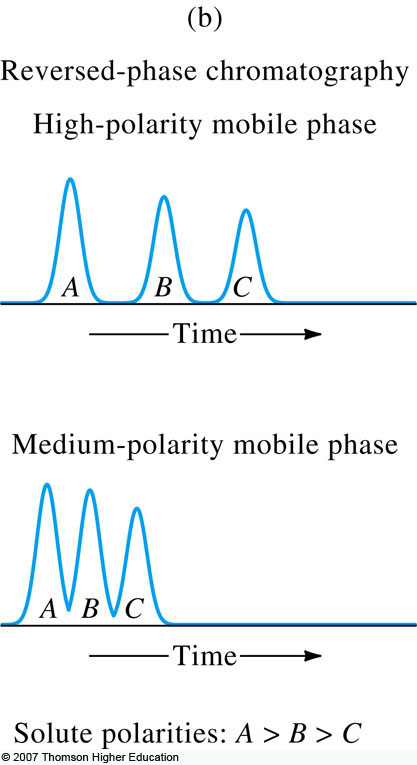 (b)
Reversed-phase chromatography
High-polarity mobile phase
A B C
Time
Medium-polarity mobile phase
A B C
Time
Solute polarities: A > B > C
© 2007 Thomson Higher Education